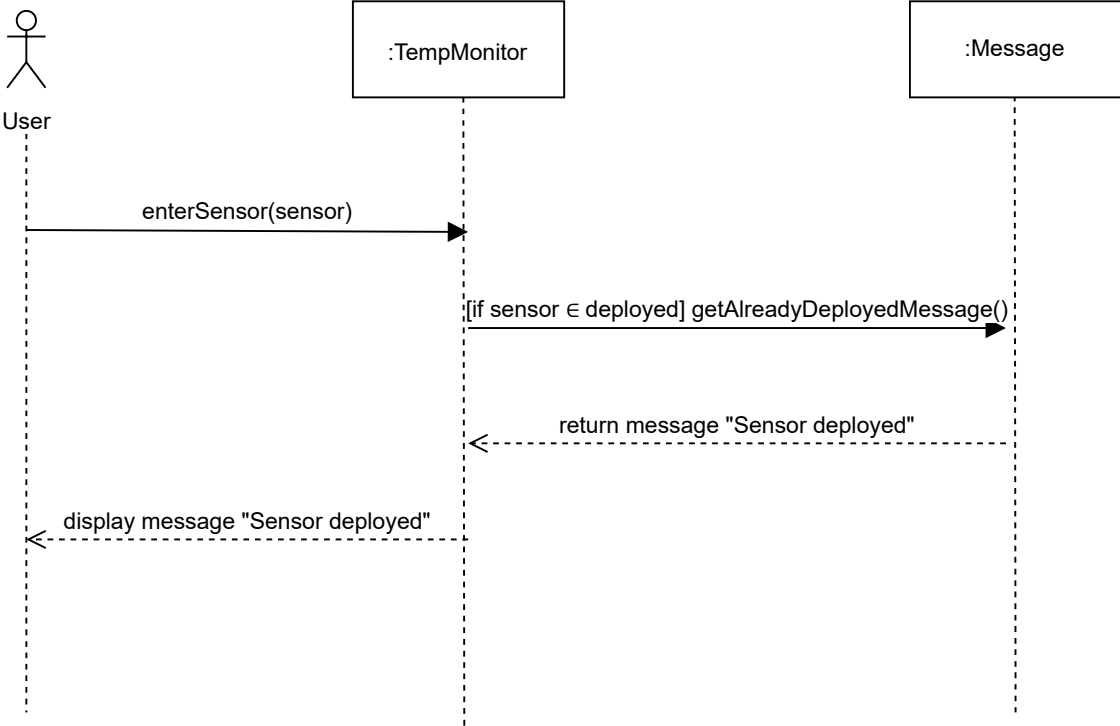 :TempMonitor
:Message
User
enterSensor(sensor)
[if sensor ∈ deployed] getAlreadyDeployedMessage()
return message "Sensor deployed"
display message "Sensor deployed"